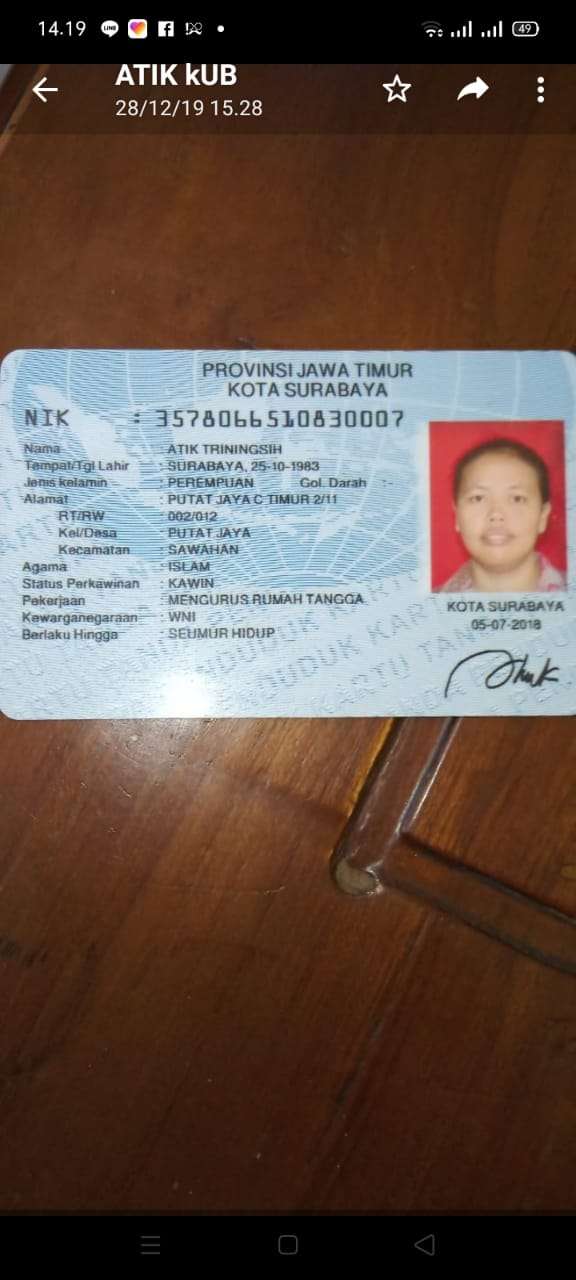 14.19
49
ATIK kUB
28/12/19 15.28
PROVINSI JAWA TIMUR
KOTA SURABAYA
NIK : 3578066510830007
Nama : ATIK TRININGSIH
Tempat/Tgl Lahir : SURABAYA, 25-10-1983
Jenis kelamin : PEREMPUAN Gol. Darah :-
Alamat : PUTAT JAYA C TIMUR 2/11
RT/RW : 002/012
Kel/Desa : PUTAT JAYA
Kecamatan : SAWAHAN
Agama : ISLAM
Status Perkawinan : KAWIN
Pekerjaan : MENGURUS RUMAH TANGGA
Kewarganegaraan : WNI
Berlaku Hingga : SEUMUR HIDUP
KOTA SURABAYA
05-07-2018